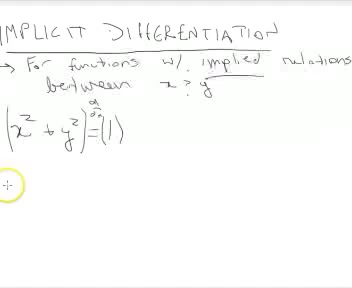 IMPLICIT DIFFERENTIATION
→ For functions w/. implied relations
between x & y
(x² + y²) d/dx = (1)